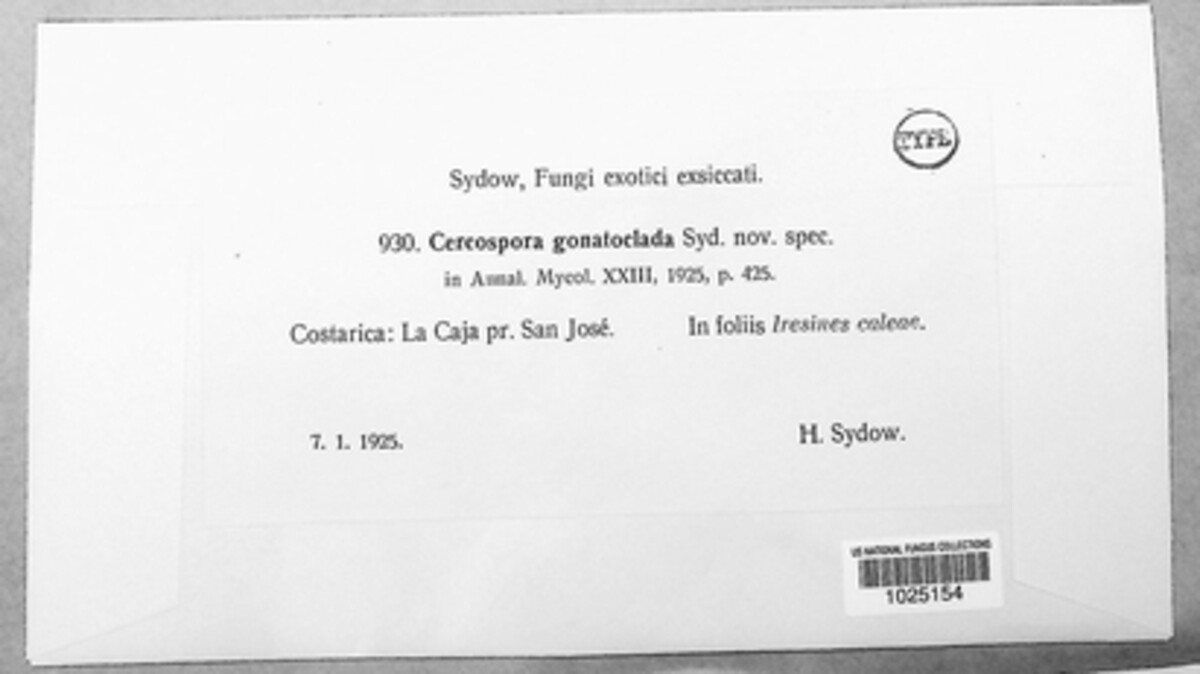 TYPE
Sydow, Fungi exotici exsiccati.
930. Cercospora gonatoclada Syd. nov. spec.
in Annal. Mycol. XXIII, 1925, p. 425.
Costarica: La Caja pr. San José. In foliis Iresines caleae.
7. 1. 1925. H. Sydow.
US NATIONAL FUNGUS COLLECTIONS
1025154